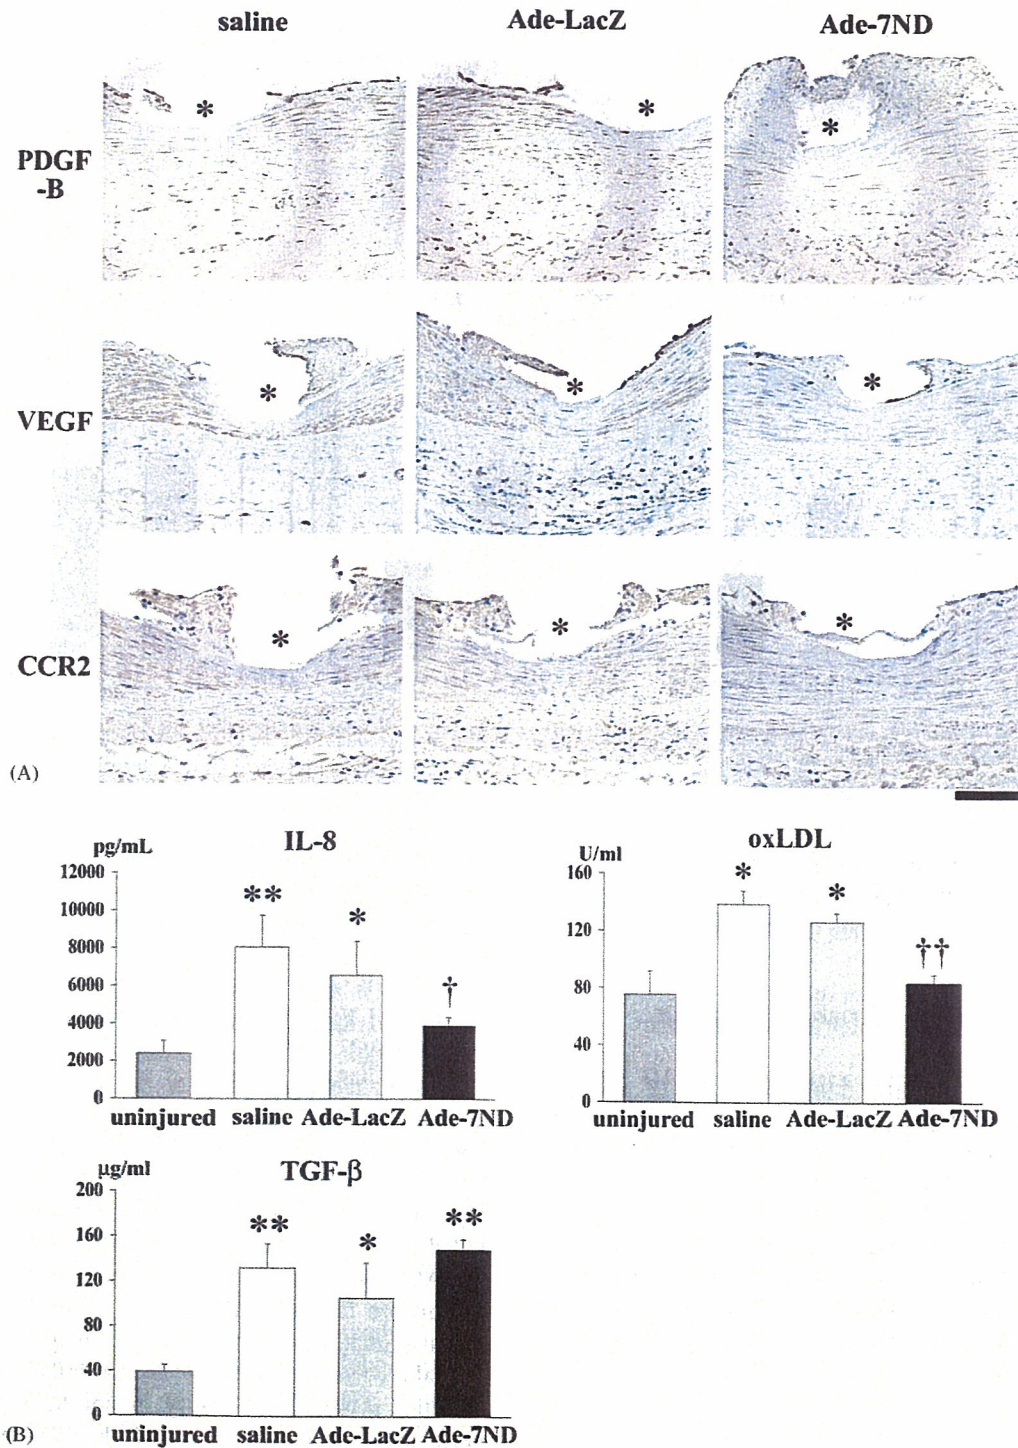 saline Ade-LacZ Ade-7ND
PDGF
-B
* * *
VEGF
* * *
CCR2
* * *
(A)
pg/mL IL-8
12000
10000
8000
6000
4000
2000
0
** * †
uninjured saline Ade-LacZ Ade-7ND
U/ml oxLDL
160
120
80
40
0
* * ††
uninjured saline Ade-LacZ Ade-7ND
µg/ml TGF-β
200
160
120
80
40
0
** * **
uninjured saline Ade-LacZ Ade-7ND
(B)